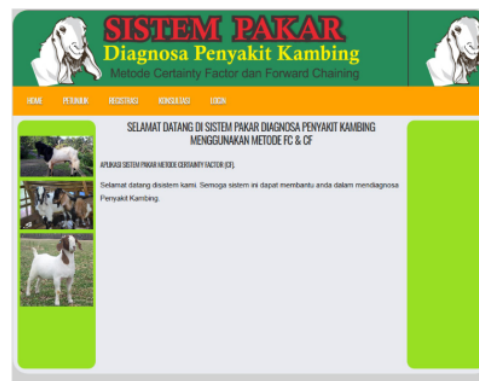 SISTEM PAKAR
Diagnosa Penyakit Kambing
Metode Certainty Factor dan Forward Chaining
HOME PETUNJUK REGISTRASI KONSULTASI LOGIN
SELAMAT DATANG DI SISTEM PAKAR DIAGNOSA PENYAKIT KAMBING
MENGGUNAKAN METODE FC & CF
APLIKASI SISTEM PAKAR METODE CERTAINTY FACTOR (CF).
Selamat datang disistem kami. Semoga sistem ini dapat membantu anda dalam mendiagnosa
Penyakit Kambing.